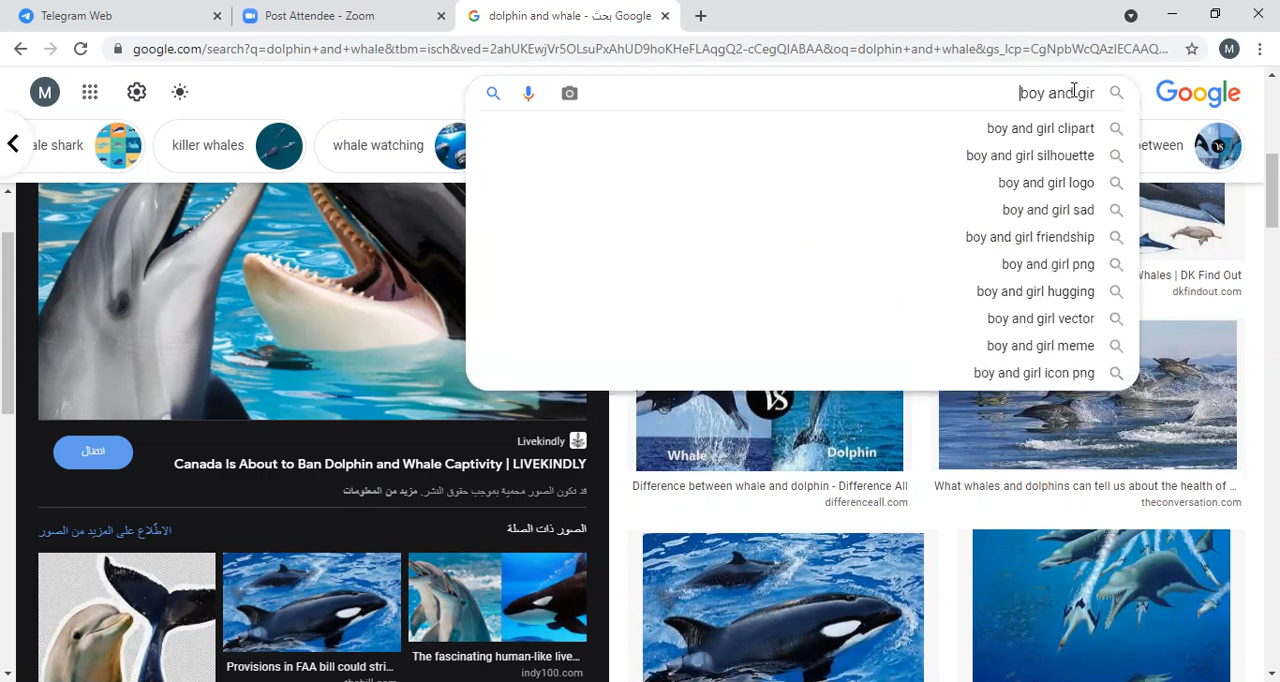 Telegram Web
Post Attendee - Zoom
dolphin and whale - بحث Google
google.com/search?q=dolphin+and+whale&tbm=isch&ved=2ahUKEwjVr5OLsuPxAhUD9hoKHeFLAqgQ2-cCegQIABAA&oq=dolphin+and+whale&gs_lcp=CgNpbWcQAzIECAAQ...
M
M
boy and gir
Google
ale shark
killer whales
whale watching
etween
boy and girl clipart
boy and girl silhouette
boy and girl logo
boy and girl sad
boy and girl friendship
boy and girl png
boy and girl hugging
boy and girl vector
boy and girl meme
boy and girl icon png
Whales | DK Find Out
dkfindout.com
VS
Whale
Dolphin
Livekindly
انتقال
Canada Is About to Ban Dolphin and Whale Captivity | LIVEKINDLY
قد تكون الصور محمية بموجب حقوق النشر. مزيد من المعلومات
الصور ذات الصلة
الاطّلاع على المزيد من الصور
Difference between whale and dolphin - Difference All
differenceall.com
What whales and dolphins can tell us about the health of ...
theconversation.com
Provisions in FAA bill could stri...
thehill.com
The fascinating human-like live...
indy100.com